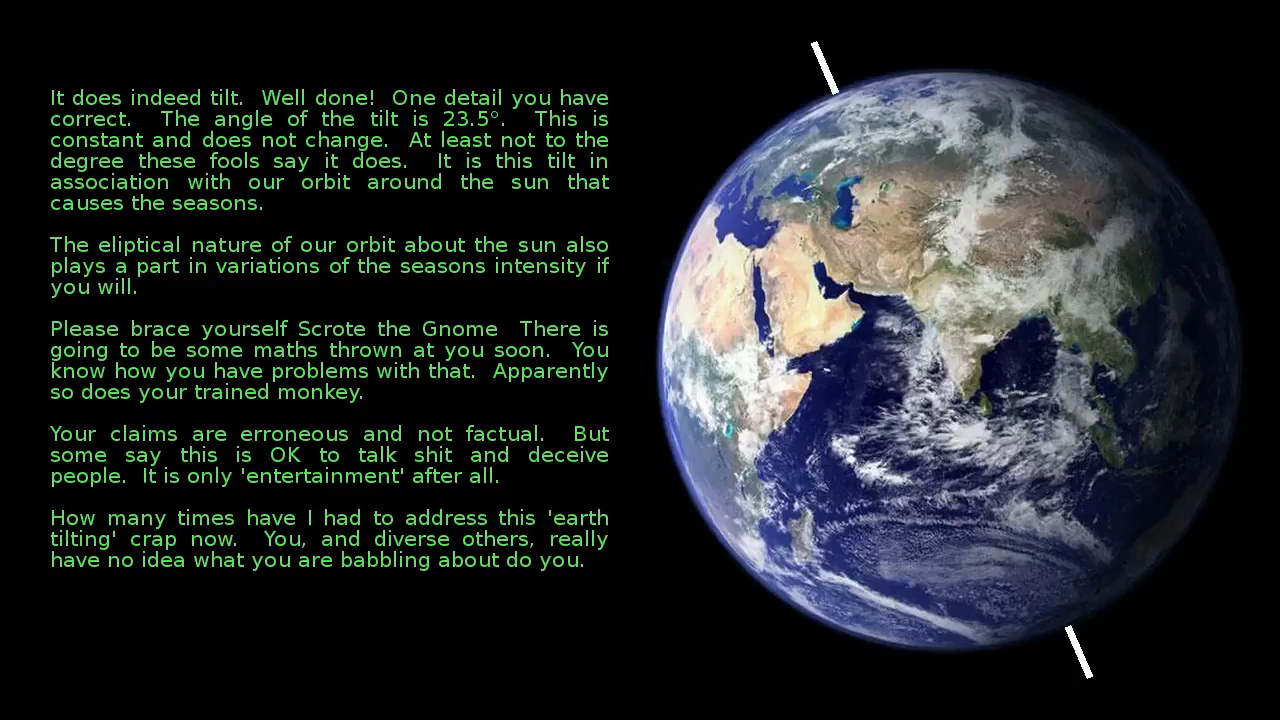 It does indeed tilt.  Well done!  One detail you have
correct.  The angle of the tilt is 23.5°.  This is
constant and does not change.  At least not to the
degree these fools say it does.  It is this tilt in
association with our orbit around the sun that
causes the seasons.
The eliptical nature of our orbit about the sun also
plays a part in variations of the seasons intensity if
you will.
Please brace yourself Scrote the Gnome  There is
going to be some maths thrown at you soon.  You
know how you have problems with that.  Apparently
so does your trained monkey.
Your claims are erroneous and not factual.  But
some say this is OK to talk shit and deceive
people.  It is only 'entertainment' after all.
How many times have I had to address this 'earth
tilting' crap now.  You, and diverse others, really
have no idea what you are babbling about do you.